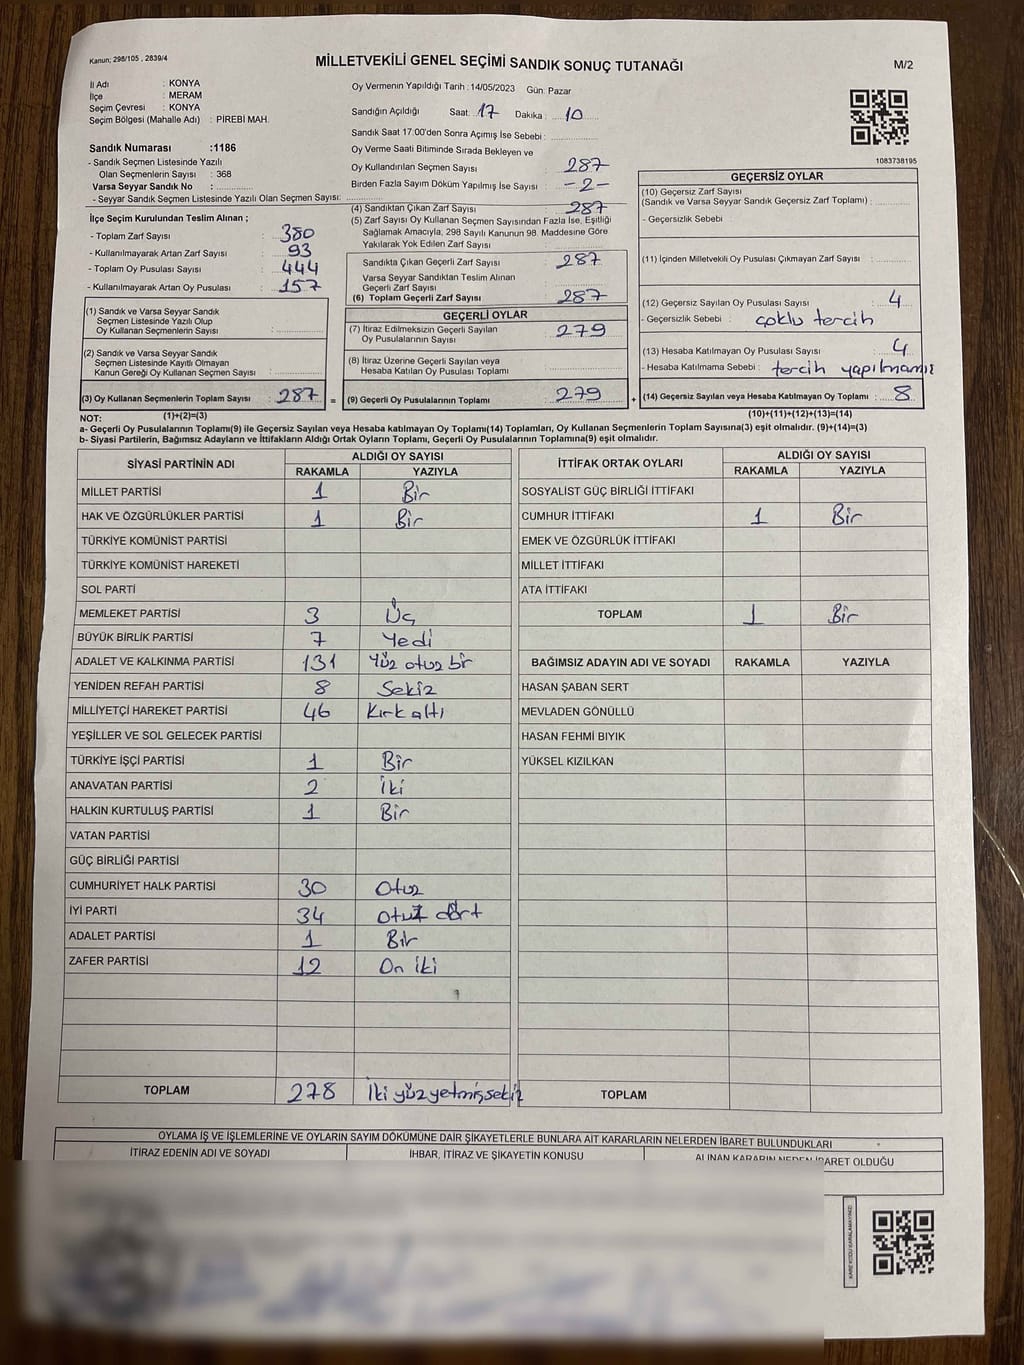 Kanun; 298/105 , 2839/4
MİLLETVEKİLİ GENEL SEÇİMİ SANDIK SONUÇ TUTANAĞI
M/2
İl Adı : KONYA
İlçe : MERAM
Seçim Çevresi : KONYA
Seçim Bölgesi (Mahalle Adı) : PİREBİ MAH.
Sandık Numarası :1186
- Sandık Seçmen Listesinde Yazılı
Olan Seçmenlerin Sayısı : 368
Varsa Seyyar Sandık No :
- Seyyar Sandık Seçmen Listesinde Yazılı Olan Seçmen Sayısı:
İlçe Seçim Kurulundan Teslim Alınan ;
- Toplam Zarf Sayısı : 380
- Kullanılmayarak Artan Zarf Sayısı : 93
- Toplam Oy Pusulası Sayısı : 444
- Kullanılmayarak Artan Oy Pusulası : 157
(1) Sandık ve Varsa Seyyar Sandık
Seçmen Listesinde Yazılı Olup
Oy Kullanan Seçmenlerin Sayısı :
(2) Sandık ve Varsa Seyyar Sandık
Seçmen Listesinde Kayıtlı Olmayan
Kanun Gereği Oy Kullanan Seçmen Sayısı :
(3) Oy Kullanan Seçmenlerin Toplam Sayısı : 287 =
Oy Vermenin Yapıldığı Tarih : 14/05/2023 Gün: Pazar
Sandığın Açıldığı Saat: 17 Dakika : 10
Sandık Saat 17:00'den Sonra Açımış İse Sebebi :
Oy Verme Saati Bitiminde Sırada Bekleyen ve
Oy Kullandırılan Seçmen Sayısı : 287
Birden Fazla Sayım Döküm Yapılmış İse Sayısı : -2-
(4) Sandıktan Çıkan Zarf Sayısı : 287
(5) Zarf Sayısı Oy Kullanan Seçmen Sayısından Fazla İse, Eşitliği
Sağlamak Amacıyla, 298 Sayılı Kanunun 98. Maddesine Göre
Yakılarak Yok Edilen Zarf Sayısı :
Sandıkta Çıkan Geçerli Zarf Sayısı : 287
Varsa Seyyar Sandıktan Teslim Alınan
Geçerli Zarf Sayısı :
(6) Toplam Geçerli Zarf Sayısı : 287
GEÇERLİ OYLAR
(7) İtiraz Edilmeksizin Geçerli Sayılan
Oy Pusulalarının Sayısı : 279
(8) İtiraz Üzerine Geçerli Sayılan veya
Hesaba Katılan Oy Pusulası Toplamı :
(9) Geçerli Oy Pusulalarının Toplamı : 279 +
1083738195
GEÇERSİZ OYLAR
(10) Geçersiz Zarf Sayısı
(Sandık ve Varsa Seyyar Sandık Geçersiz Zarf Toplamı) :
- Geçersizlik Sebebi :
(11) İçinden Milletvekili Oy Pusulası Çıkmayan Zarf Sayısı :
(12) Geçersiz Sayılan Oy Pusulası Sayısı : 4
- Geçersizlik Sebebi : çoklu tercih
(13) Hesaba Katılmayan Oy Pusulası Sayısı : 4
- Hesaba Katılmama Sebebi : tercih yapılmamış
(14) Geçersiz Sayılan veya Hesaba Katılmayan Oy Toplamı : 8
NOT: (1)+(2)=(3) (10)+(11)+(12)+(13)=(14)
a- Geçerli Oy Pusulalarının Toplamı(9) ile Geçersiz Sayılan veya Hesaba katılmayan Oy Toplamı(14) Toplamları, Oy Kullanan Seçmenlerin Toplam Sayısına(3) eşit olmalıdır. (9)+(14)=(3)
b- Siyasi Partilerin, Bağımsız Adayların ve İttifakların Aldığı Ortak Oyların Toplamı, Geçerli Oy Pusulalarının Toplamına(9) eşit olmalıdır.
SİYASİ PARTİNİN ADI ALDIĞI OY SAYISI
RAKAMLA YAZIYLA
MİLLET PARTİSİ 1 Bir
HAK VE ÖZGÜRLÜKLER PARTİSİ 1 Bir
TÜRKİYE KOMÜNİST PARTİSİ
TÜRKİYE KOMÜNİST HAREKETİ
SOL PARTİ
MEMLEKET PARTİSİ 3 Üç
BÜYÜK BİRLİK PARTİSİ 7 Yedi
ADALET VE KALKINMA PARTİSİ 131 Yüz otuz bir
YENİDEN REFAH PARTİSİ 8 Sekiz
MİLLİYETÇİ HAREKET PARTİSİ 46 Kırk altı
YEŞİLLER VE SOL GELECEK PARTİSİ
TÜRKİYE İŞÇİ PARTİSİ 1 Bir
ANAVATAN PARTİSİ 2 İki
HALKIN KURTULUŞ PARTİSİ 1 Bir
VATAN PARTİSİ
GÜÇ BİRLİĞİ PARTİSİ
CUMHURİYET HALK PARTİSİ 30 Otuz
İYİ PARTİ 34 otuz dört
ADALET PARTİSİ 1 Bir
ZAFER PARTİSİ 12 On iki
TOPLAM 278 İki yüz yetmiş sekiz
İTTİFAK ORTAK OYLARI ALDIĞI OY SAYISI
RAKAMLA YAZIYLA
SOSYALİST GÜÇ BİRLİĞİ İTTİFAKI
CUMHUR İTTİFAKI 1 Bir
EMEK VE ÖZGÜRLÜK İTTİFAKI
MİLLET İTTİFAKI
ATA İTTİFAKI
TOPLAM 1 Bir
BAĞIMSIZ ADAYIN ADI VE SOYADI RAKAMLA YAZIYLA
HASAN ŞABAN SERT
MEVLADEN GÖNÜLLÜ
HASAN FEHMİ BIYIK
YÜKSEL KIZILKAN
TOPLAM
OYLAMA İŞ VE İŞLEMLERİNE VE OYLARIN SAYIM DÖKÜMÜNE DAİR ŞİKAYETLERLE BUNLARA AİT KARARLARIN NELERDEN İBARET BULUNDUKLARI
İTİRAZ EDENİN ADI VE SOYADI İHBAR, İTİRAZ VE ŞİKAYETİN KONUSU ALINAN KARARIN NEDEN İBARET OLDUĞU
KARE KODU KARALAMAYINIZ!